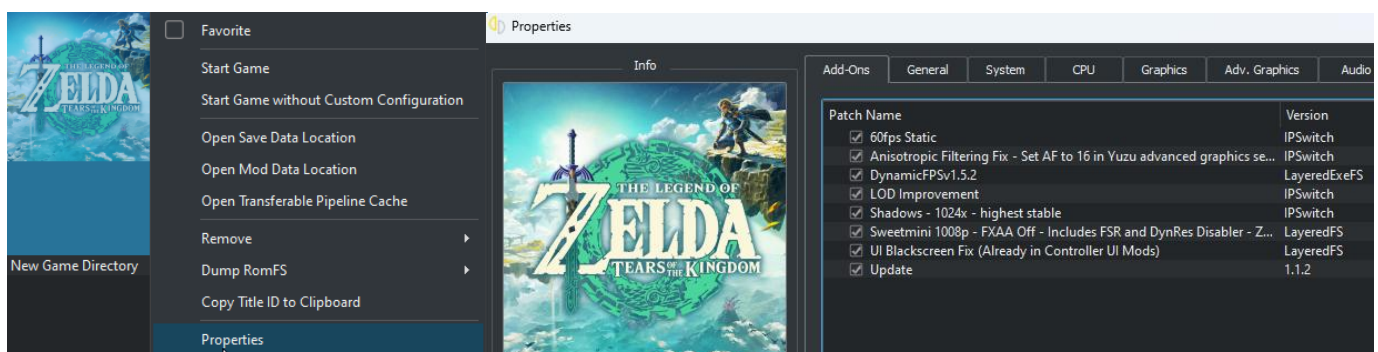 THE LEGEND OF
ZELDA
TEARS OF THE KINGDOM
New Game Directory
Favorite
Start Game
Start Game without Custom Configuration
Open Save Data Location
Open Mod Data Location
Open Transferable Pipeline Cache
Remove
Dump RomFS
Copy Title ID to Clipboard
Properties
Properties
Info
THE LEGEND OF
ZELDA
TEARS OF THE KINGDOM
Add-Ons General System CPU Graphics Adv. Graphics Audio
Patch Name Version
60fps Static IPSwitch
Anisotropic Filtering Fix - Set AF to 16 in Yuzu advanced graphics se... IPSwitch
DynamicFPSv1.5.2 LayeredExeFS
LOD Improvement IPSwitch
Shadows - 1024x - highest stable IPSwitch
Sweetmini 1008p - FXAA Off - Includes FSR and DynRes Disabler - Z... LayeredFS
UI Blackscreen Fix (Already in Controller UI Mods) LayeredFS
Update 1.1.2